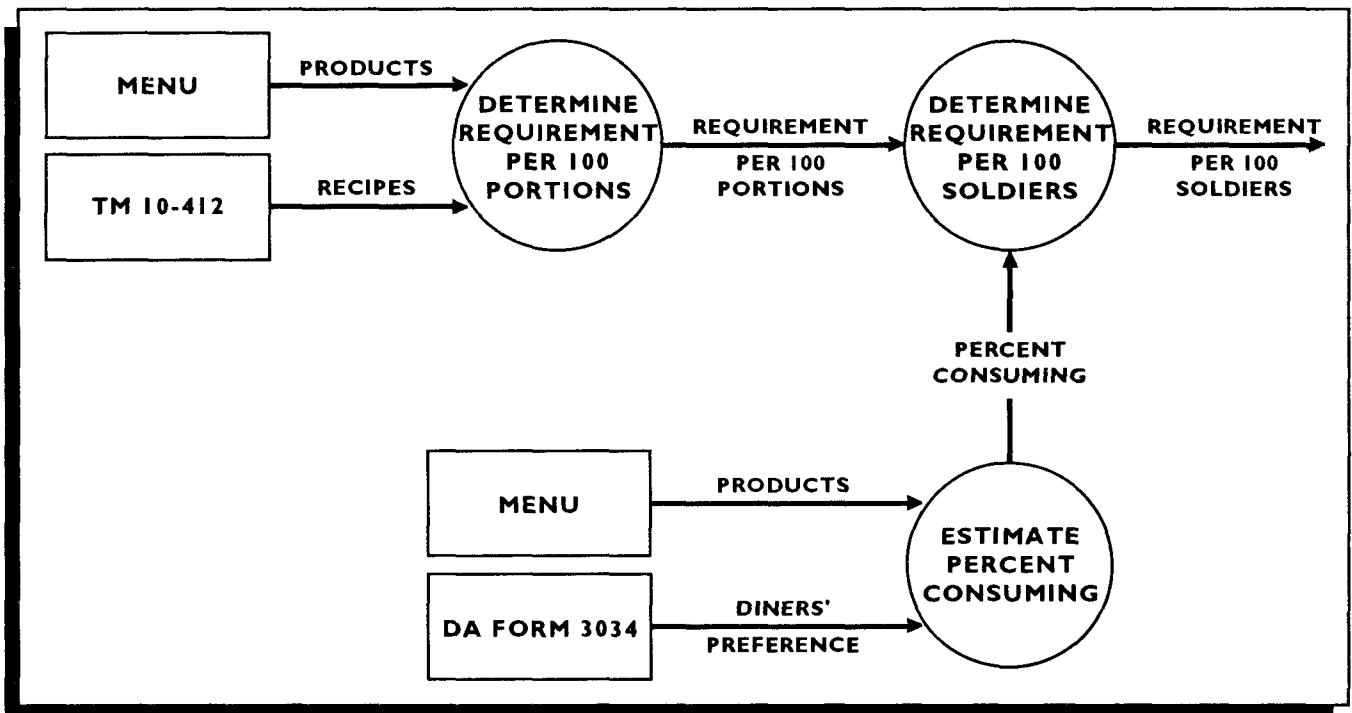 MENU
PRODUCTS
TM 10-412
RECIPES
DETERMINE
REQUIREMENT
PER 100
PORTIONS
REQUIREMENT
PER 100
PORTIONS
DETERMINE
REQUIREMENT
PER 100
SOLDIERS
REQUIREMENT
PER 100
SOLDIERS
PERCENT
CONSUMING
MENU
PRODUCTS
DA FORM 3034
DINERS'
PREFERENCE
ESTIMATE
PERCENT
CONSUMING